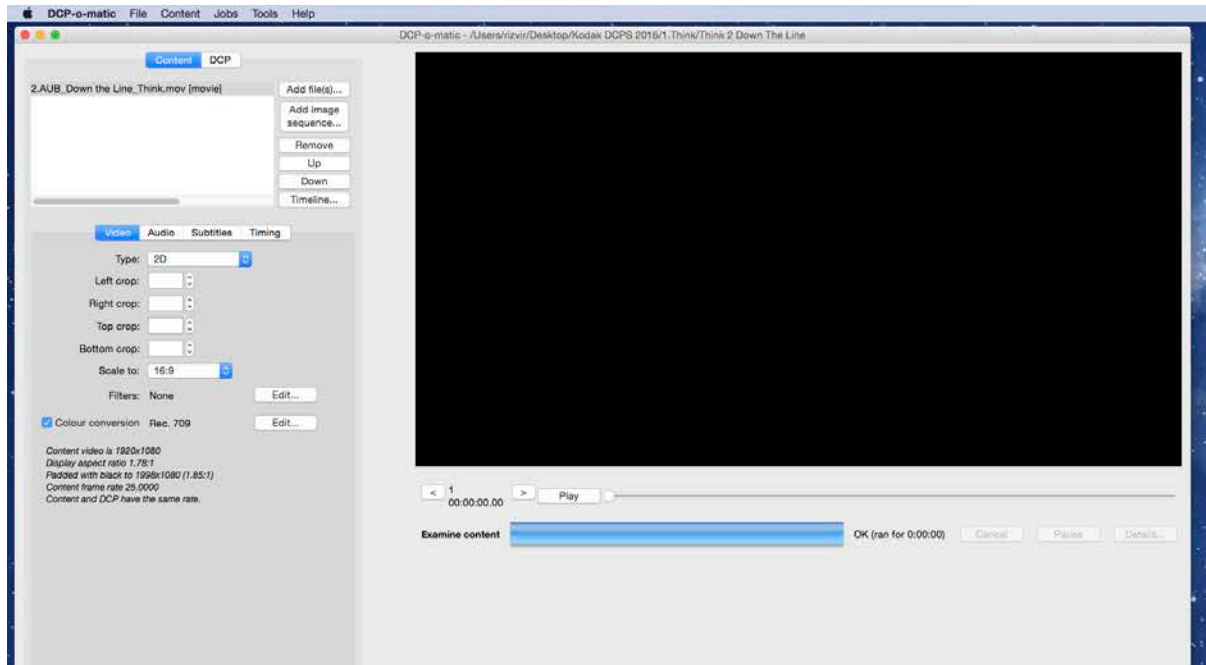 DCP-o-matic File Content Jobs Tools Help
DCP-o-matic - /Users/rizvir/Desktop/Kodak DCPS 2016/1.Think/Think 2 Down The Line
Content DCP
2.AUB_Down the Line_Think.mov [movie]
Add file(s)...
Add image
sequence...
Remove
Up
Down
Timeline...
Video Audio Subtitles Timing
Type: 2D
Left crop:
Right crop:
Top crop:
Bottom crop:
Scale to: 16:9
Filters: None Edit...
Colour conversion Rec. 709 Edit...
Content video is 1920x1080
Display aspect ratio 1.78:1
Padded with black to 1998x1080 (1.85:1)
Content frame rate 25.0000
Content and DCP have the same rate.
< 1 > Play
00:00:00.00
Examine content OK (ran for 0:00:00) Cancel Pause Details...